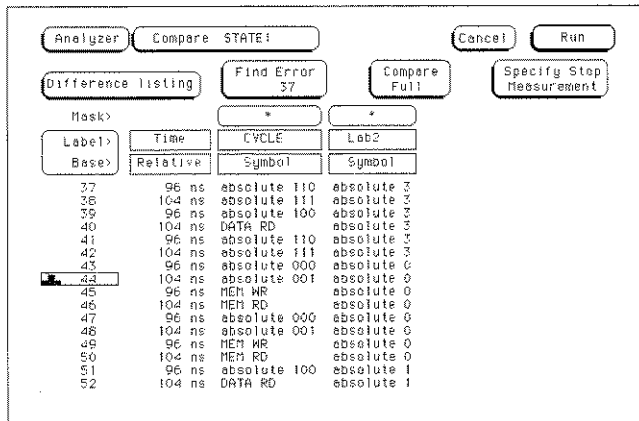 Analyzer Compare STATE: Cancel Run
Difference listing Find Error 37 Compare Full Specify Stop Measurement
Mask> * *
Label> Time CYCLE Lab2
Base> Relative Symbol Symbol
37 96 ns absolute 110 absolute 3
38 104 ns absolute 111 absolute 3
39 96 ns absolute 100 absolute 3
40 104 ns DATA RD absolute 3
41 96 ns absolute 110 absolute 3
42 104 ns absolute 111 absolute 3
43 96 ns absolute 000 absolute 0
44 104 ns absolute 001 absolute 0
45 96 ns MEM WR absolute 0
46 104 ns MEM RD absolute 0
47 96 ns absolute 000 absolute 0
48 104 ns absolute 001 absolute 0
49 96 ns MEM WR absolute 0
50 104 ns MEM RD absolute 0
51 96 ns absolute 100 absolute 1
52 104 ns DATA RD absolute 1